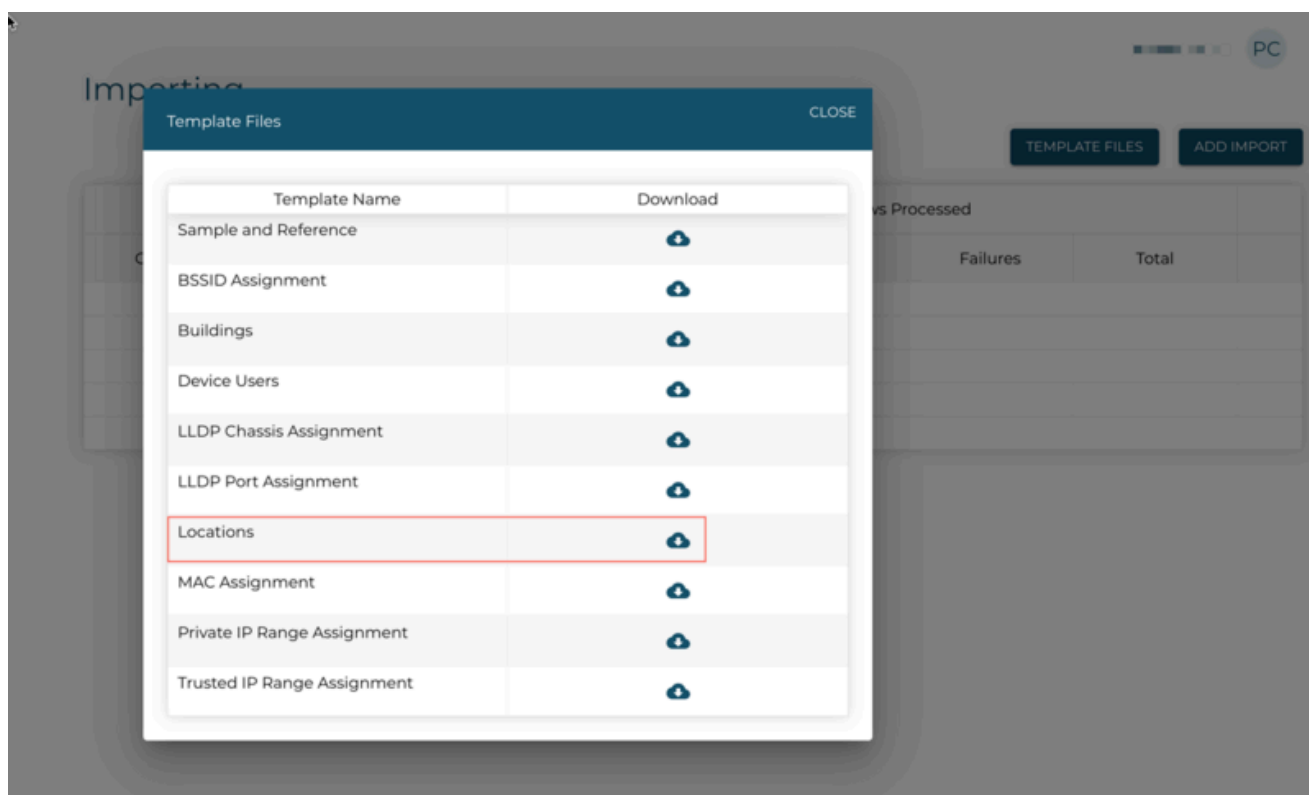 PC
Importing
Template Files CLOSE
TEMPLATE FILES ADD IMPORT
Template Name Download
Processed
Sample and Reference
Failures Total
BSSID Assignment
Buildings
Device Users
LLDP Chassis Assignment
LLDP Port Assignment
Locations
MAC Assignment
Private IP Range Assignment
Trusted IP Range Assignment